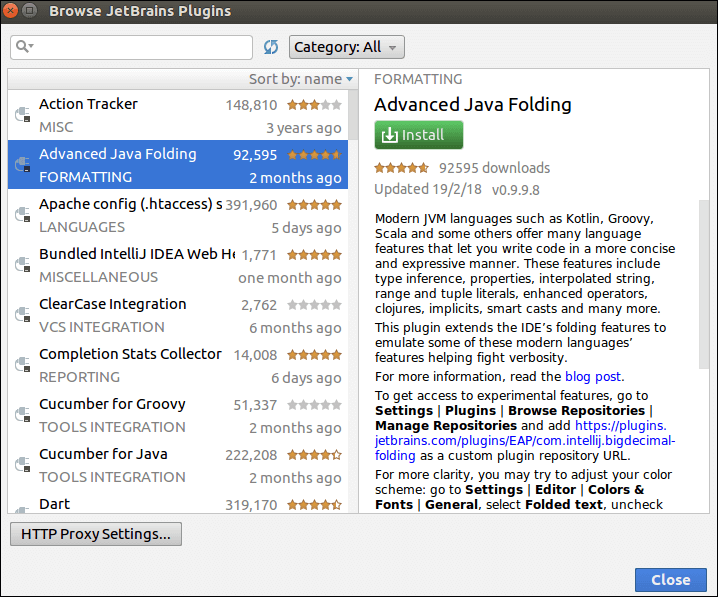 Browse JetBrains Plugins
Category: All
Sort by: name
Action Tracker 148,810
MISC 3 years ago
Advanced Java Folding 92,595
FORMATTING 2 months ago
Apache config (.htaccess) s 391,960
LANGUAGES 5 days ago
Bundled IntelliJ IDEA Web He 1,771
MISCELLANEOUS one month ago
ClearCase Integration 2,762
VCS INTEGRATION 6 months ago
Completion Stats Collector 14,008
REPORTING 6 days ago
Cucumber for Groovy 51,337
TOOLS INTEGRATION 2 months ago
Cucumber for Java 222,208
TOOLS INTEGRATION 2 months ago
Dart 319,170
HTTP Proxy Settings...
FORMATTING
Advanced Java Folding
Install
92595 downloads
Updated 19/2/18 v0.9.9.8
Modern JVM languages such as Kotlin, Groovy,
Scala and some others offer many language
features that let you write code in a more concise
and expressive manner. These features include
type inference, properties, interpolated string,
range and tuple literals, enhanced operators,
clojures, implicits, smart casts and many more.
This plugin extends the IDE’s folding features to
emulate some of these modern languages’
features helping fight verbosity.
For more information, read the blog post.
To get access to experimental features, go to
Settings | Plugins | Browse Repositories |
Manage Repositories and add https://plugins.
jetbrains.com/plugins/EAP/com.intellij.bigdecimal-
folding as a custom plugin repository URL.
For more clarity, you may try to adjust your color
scheme: go to Settings | Editor | Colors &
Fonts | General, select Folded text, uncheck
Close